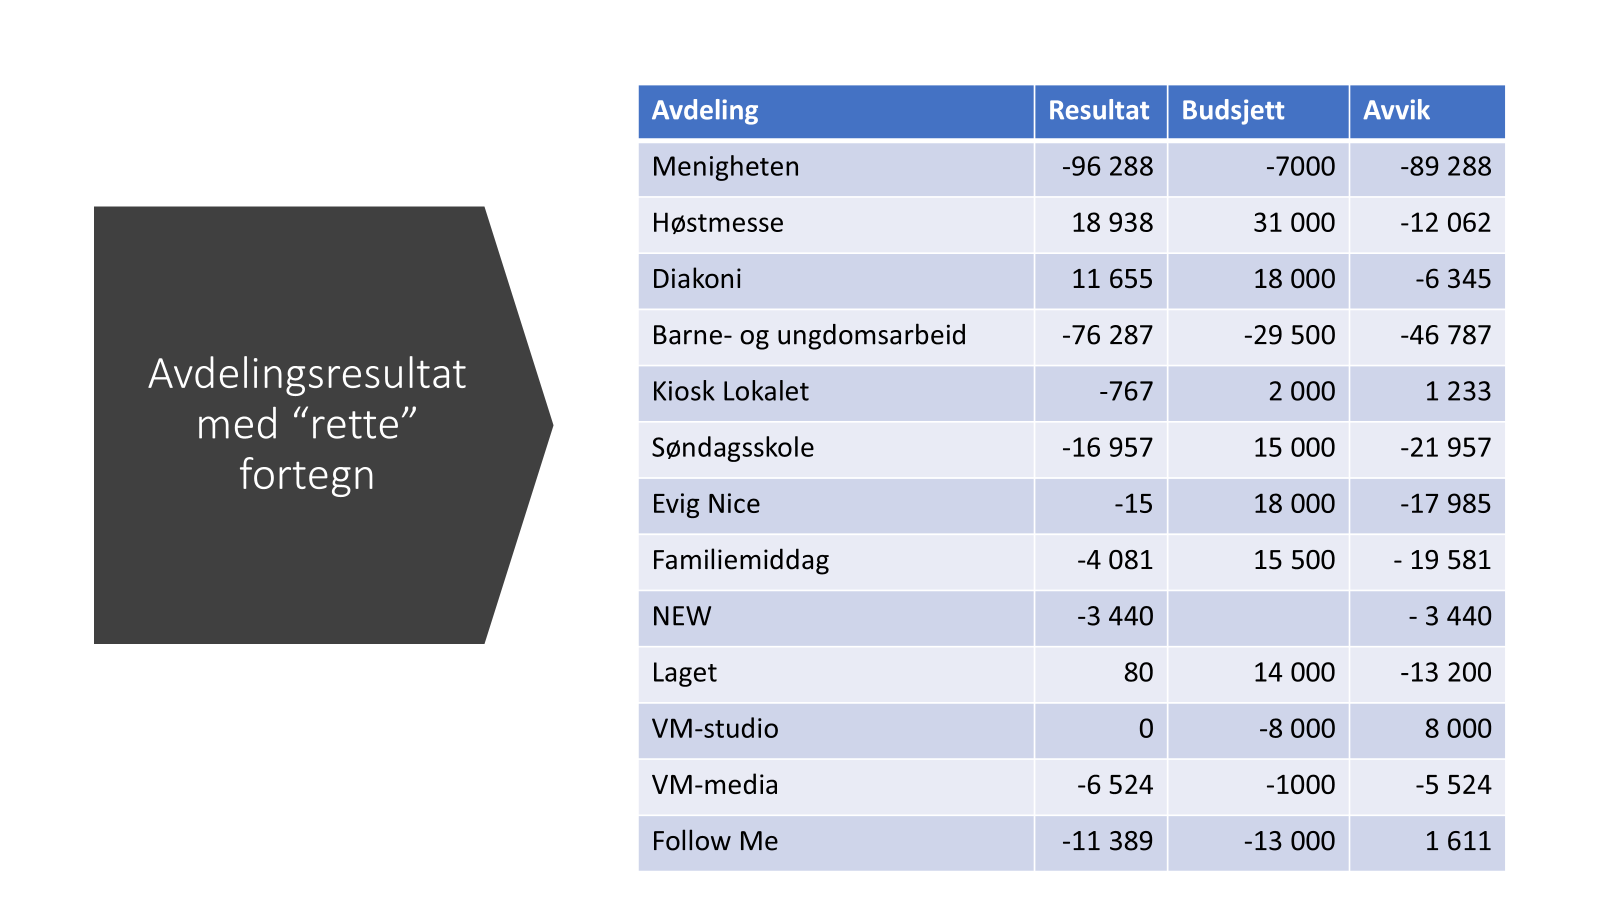 Avdelingsresultat
med “rette”
fortegn
Avdeling Resultat Budsjett Avvik
Menigheten -96 288 -7000 -89 288
Høstmesse 18 938 31 000 -12 062
Diakoni 11 655 18 000 -6 345
Barne- og ungdomsarbeid -76 287 -29 500 -46 787
Kiosk Lokalet -767 2 000 1 233
Søndagsskole -16 957 15 000 -21 957
Evig Nice -15 18 000 -17 985
Familiemiddag -4 081 15 500 - 19 581
NEW -3 440 - 3 440
Laget 80 14 000 -13 200
VM-studio 0 -8 000 8 000
VM-media -6 524 -1000 -5 524
Follow Me -11 389 -13 000 1 611